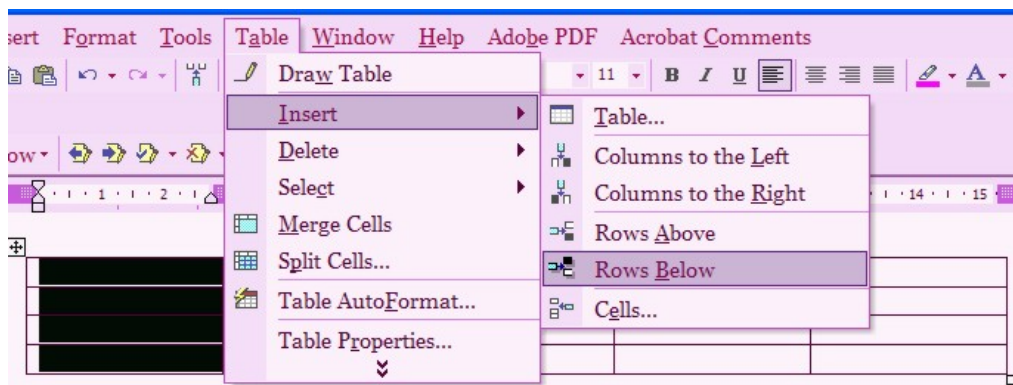 sert Format Tools Table Window Help Adobe PDF Acrobat Comments
Draw Table 11 B I U A
Insert
Table...
ow
Delete
Columns to the Left
Select
Columns to the Right
1 2 14 15
Merge Cells
Rows Above
Split Cells...
Rows Below
Table AutoFormat...
Cells...
Table Properties...